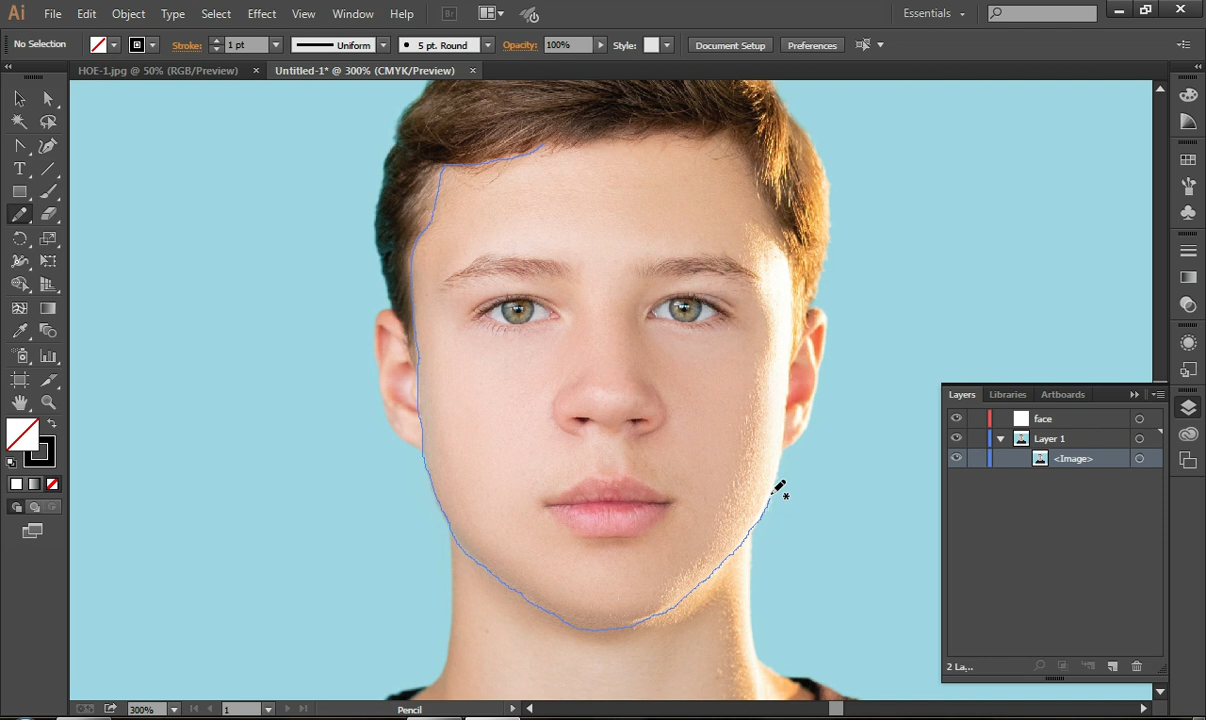 Ai File Edit Object Type Select Effect View Window Help Br Essentials
No Selection Stroke: 1 pt Uniform 5 pt. Round Opacity: 100% Style: Document Setup Preferences
HOE-1.jpg @ 50% (RGB/Preview) × Untitled-1* @ 300% (CMYK/Preview) ×
T
Layers Libraries Artboards
face
Layer 1
<Image>
2 La...
300% 1 Pencil